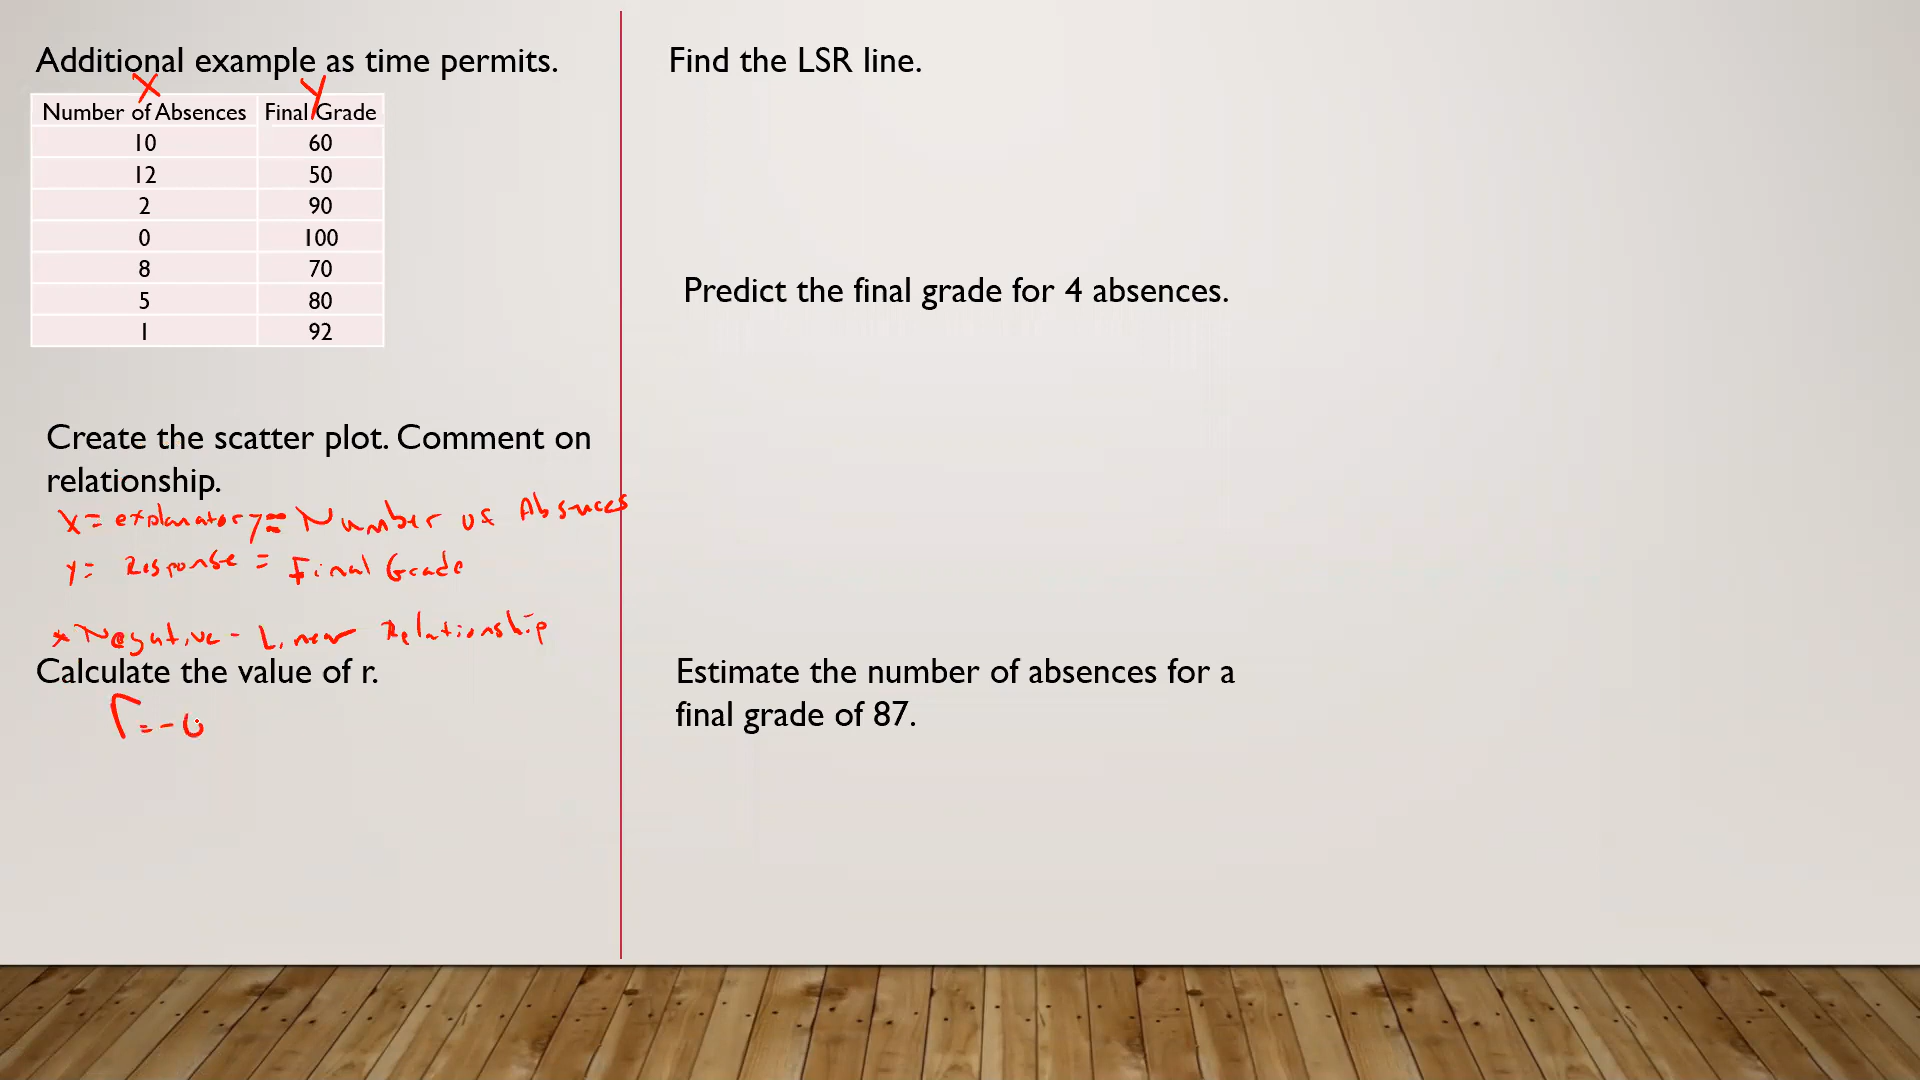 Additional example as time permits.
X Y
Number of Absences Final Grade
10 60
12 50
2 90
0 100
8 70
5 80
1 92
Create the scatter plot. Comment on
relationship.
X = explanatory = Number of Absences
y = Response = Final Grade
* Negative - Linear Relationship
Calculate the value of r.
r = - 0
Find the LSR line.
Predict the final grade for 4 absences.
Estimate the number of absences for a
final grade of 87.